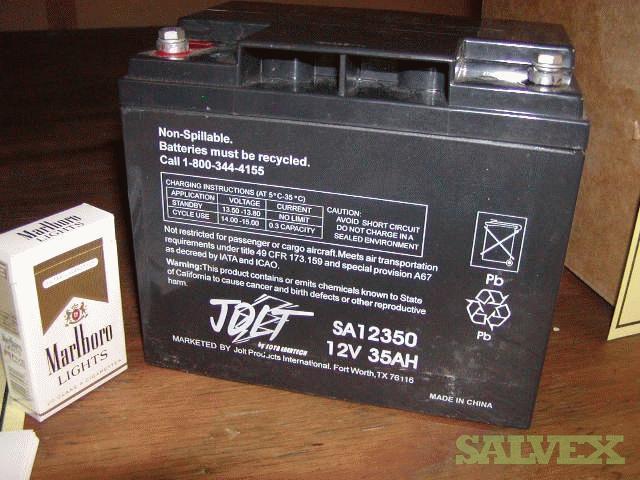 Non-Spillable.
Batteries must be recycled.
Call 1-800-344-4155
CHARGING INSTRUCTIONS (AT 5°C-35 °C)
APPLICATION VOLTAGE CURRENT
STANDBY 13.50 -13.80 NO LIMIT
CYCLE USE 14.00 -15.00 0.3 CAPACITY
CAUTION:
AVOID SHORT CIRCUIT
DO NOT CHARGE IN A
SEALED ENVIRONMENT
Not restricted for passenger or cargo aircraft.Meets air transportation
requirements under title 49 CFR 173.159 and special provision A67
as decreed by IATA and ICAO.
Warning:This product contains or emits chemicals known to State
of California to cause cancer and birth defects or other reproductive
harm.
Pb
Pb
JOLT
by
SA12350
12V 35AH
MARKETED BY Jolt Products International. Fort Worth,TX 76116
MADE IN CHINA
Marlboro
LIGHTS
Marlboro
LIGHTS
20 CLASS A CIGARETTES
SALVEX